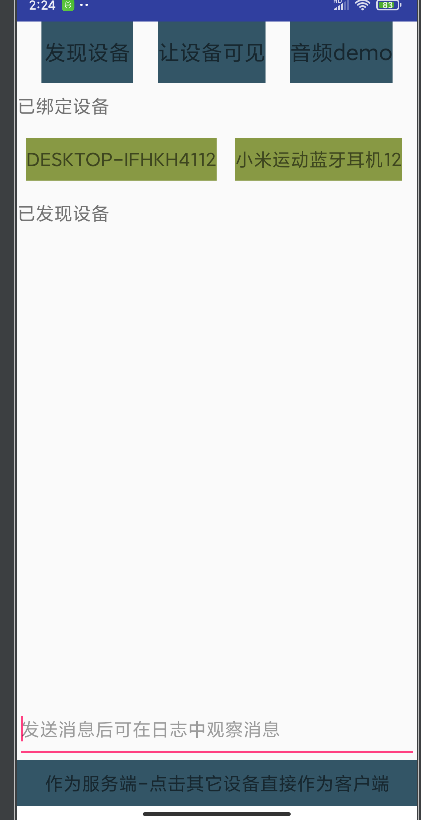 2:24 83
发现设备 让设备可见 音频demo
已绑定设备
DESKTOP-IFHKH4112 小米运动蓝牙耳机12
已发现设备
发送消息后可在日志中观察消息
作为服务端-点击其它设备直接作为客户端